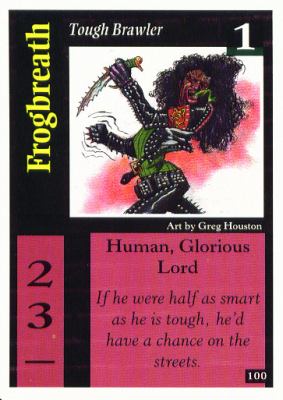 Frogbreath
Tough Brawler
1
Art by Greg Houston
Human, Glorious
Lord
2
3
—
If he were half as smart
as he is tough, he'd
have a chance on the
streets.
100